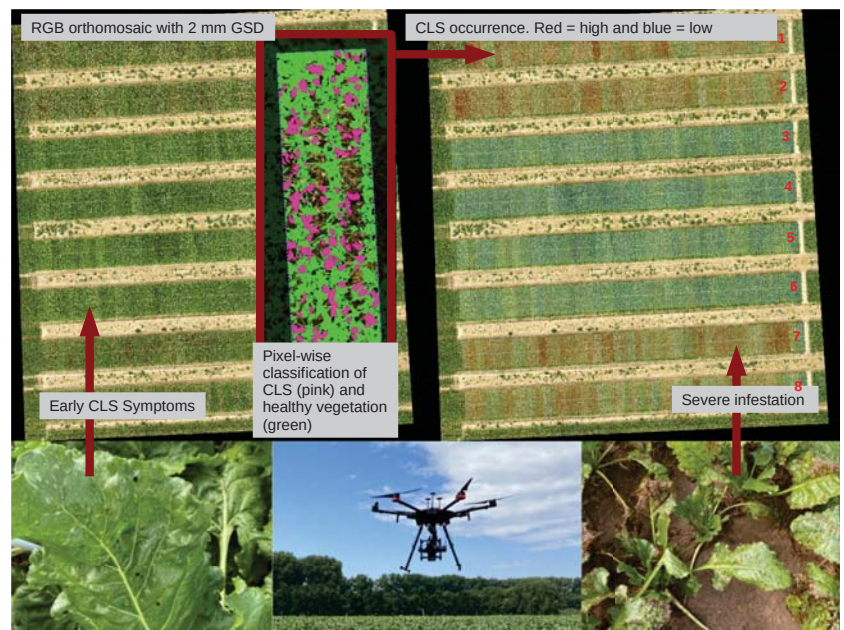 RGB orthomosaic with 2 mm GSD
CLS occurrence. Red = high and blue = low
1
2
3
4
5
6
7
8
Pixel-wise
classification of
CLS (pink) and
healthy vegetation
(green)
Early CLS Symptoms
Severe infestation